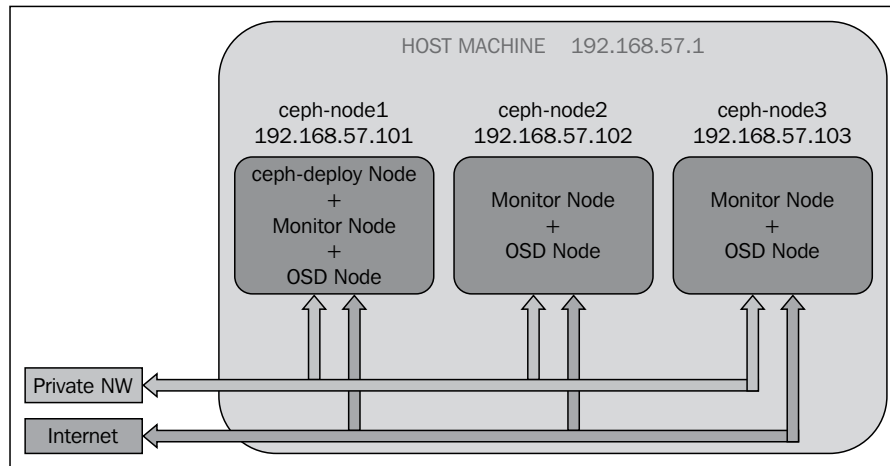 HOST MACHINE 192.168.57.1
ceph-node1
192.168.57.101
ceph-node2
192.168.57.102
ceph-node3
192.168.57.103
ceph-deploy Node
+
Monitor Node
+
OSD Node
Monitor Node
+
OSD Node
Monitor Node
+
OSD Node
Private NW
Internet